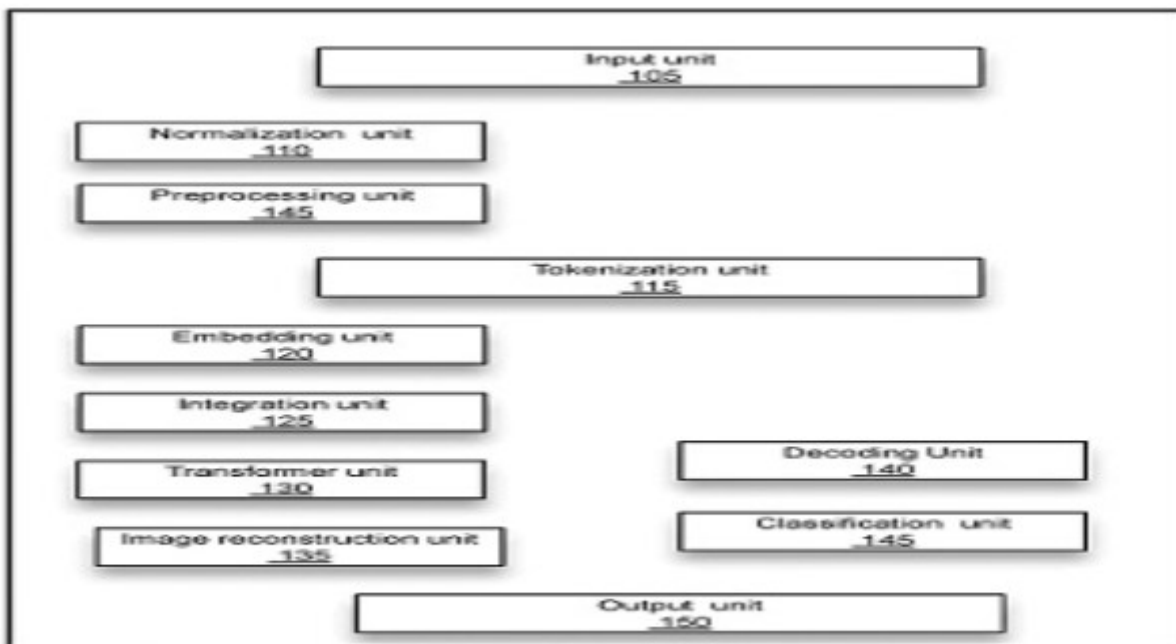 Input unit
105
Normalization unit
110
Preprocessing unit
145
Tokenization unit
115
Embedding unit
120
Integration unit
125
Transformer unit
130
Decoding Unit
140
Image reconstruction unit
135
Classification unit
145
Output unit
150